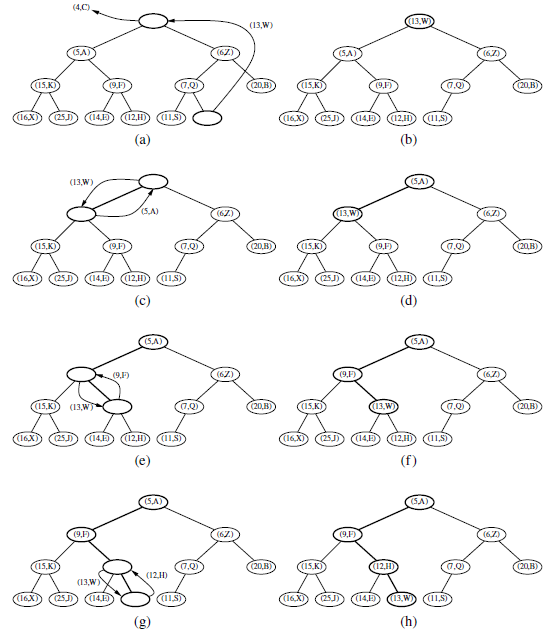 (4,C) (13,W) (13,W)
(5,A) (6,Z) (5,A) (6,Z)
(15,K) (9,F) (7,Q) (20,B) (15,K) (9,F) (7,Q) (20,B)
(16,X) (25,J) (14,E) (12,H) (11,S) (16,X) (25,J) (14,E) (12,H) (11,S)
(a) (b)
(13,W) (5,A)
(5,A) (6,Z) (13,W) (6,Z)
(15,K) (9,F) (7,Q) (20,B) (15,K) (9,F) (7,Q) (20,B)
(16,X) (25,J) (14,E) (12,H) (11,S) (16,X) (25,J) (14,E) (12,H) (11,S)
(c) (d)
(5,A) (5,A)
(9,F) (6,Z) (9,F) (6,Z)
(15,K) (13,W) (7,Q) (20,B) (15,K) (13,W) (7,Q) (20,B)
(16,X) (25,J) (14,E) (12,H) (11,S) (16,X) (25,J) (14,E) (12,H) (11,S)
(e) (f)
(5,A) (5,A)
(9,F) (6,Z) (9,F) (6,Z)
(15,K) (13,W) (12,H) (7,Q) (20,B) (15,K) (12,H) (7,Q) (20,B)
(16,X) (25,J) (14,E) (11,S) (16,X) (25,J) (14,E) (13,W) (11,S)
(g) (h)